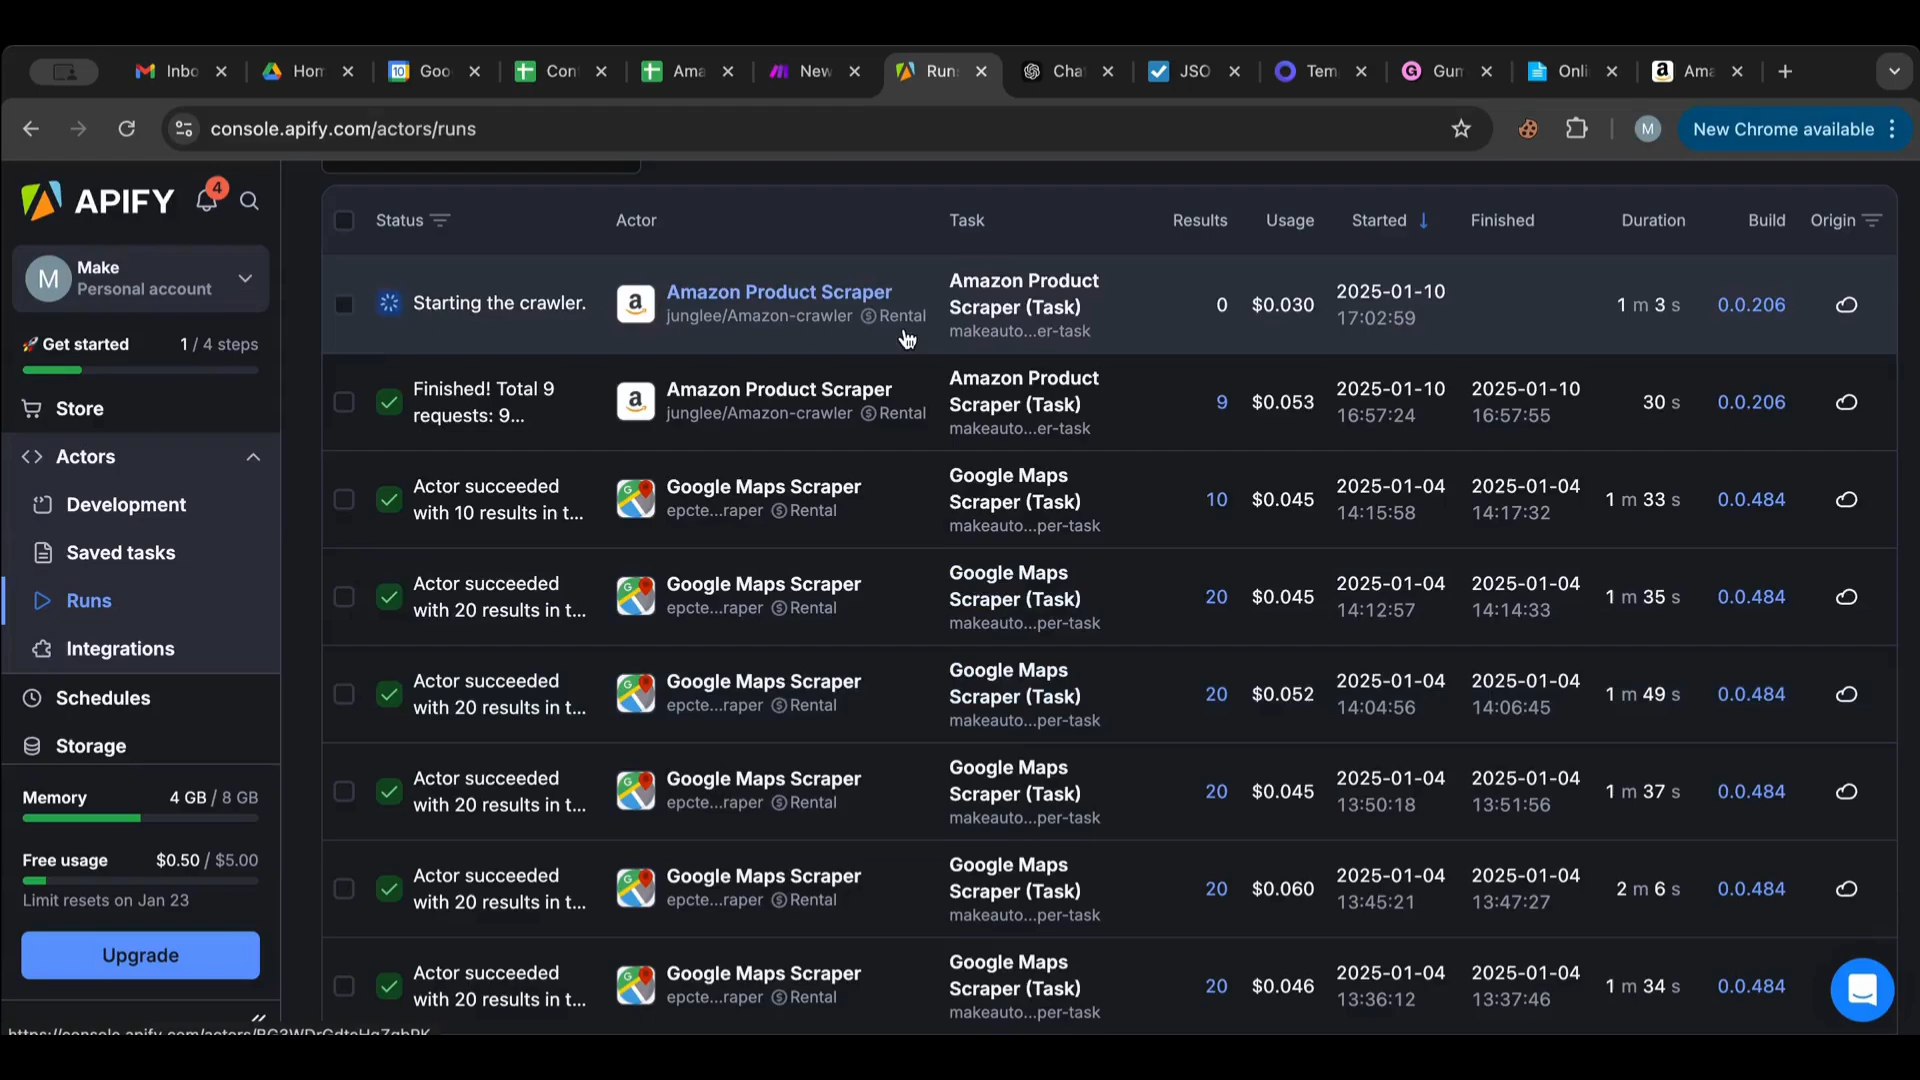 Inbo
Hom
10
Goo
Con
Ama
New
Run
Cha
JSO
Tem
Gum
Onli
Ama
console.apify.com/actors/runs
M
New Chrome available
APIFY
4
M
Make
Personal account
Get started
1 / 4 steps
Store
Actors
Development
Saved tasks
Runs
Integrations
Schedules
Storage
Memory
4 GB / 8 GB
Free usage
$0.50 / $5.00
Limit resets on Jan 23
Upgrade
Status
Actor
Task
Results
Usage
Started
Finished
Duration
Build
Origin
Starting the crawler.
Amazon Product Scraper
junglee/Amazon-crawler Rental
Amazon Product
Scraper (Task)
makeauto...er-task
0
$0.030
2025-01-10
17:02:59
1 m 3 s
0.0.206
Finished! Total 9
requests: 9...
Amazon Product Scraper
junglee/Amazon-crawler Rental
Amazon Product
Scraper (Task)
makeauto...er-task
9
$0.053
2025-01-10
16:57:24
2025-01-10
16:57:55
30 s
0.0.206
Actor succeeded
with 10 results in t...
Google Maps Scraper
epcte...raper Rental
Google Maps
Scraper (Task)
makeauto...per-task
10
$0.045
2025-01-04
14:15:58
2025-01-04
14:17:32
1 m 33 s
0.0.484
Actor succeeded
with 20 results in t...
Google Maps Scraper
epcte...raper Rental
Google Maps
Scraper (Task)
makeauto...per-task
20
$0.045
2025-01-04
14:12:57
2025-01-04
14:14:33
1 m 35 s
0.0.484
Actor succeeded
with 20 results in t...
Google Maps Scraper
epcte...raper Rental
Google Maps
Scraper (Task)
makeauto...per-task
20
$0.052
2025-01-04
14:04:56
2025-01-04
14:06:45
1 m 49 s
0.0.484
Actor succeeded
with 20 results in t...
Google Maps Scraper
epcte...raper Rental
Google Maps
Scraper (Task)
makeauto...per-task
20
$0.045
2025-01-04
13:50:18
2025-01-04
13:51:56
1 m 37 s
0.0.484
Actor succeeded
with 20 results in t...
Google Maps Scraper
epcte...raper Rental
Google Maps
Scraper (Task)
makeauto...per-task
20
$0.060
2025-01-04
13:45:21
2025-01-04
13:47:27
2 m 6 s
0.0.484
Actor succeeded
with 20 results in t...
Google Maps Scraper
epcte...raper Rental
Google Maps
Scraper (Task)
makeauto...per-task
20
$0.046
2025-01-04
13:36:12
2025-01-04
13:37:46
1 m 34 s
0.0.484